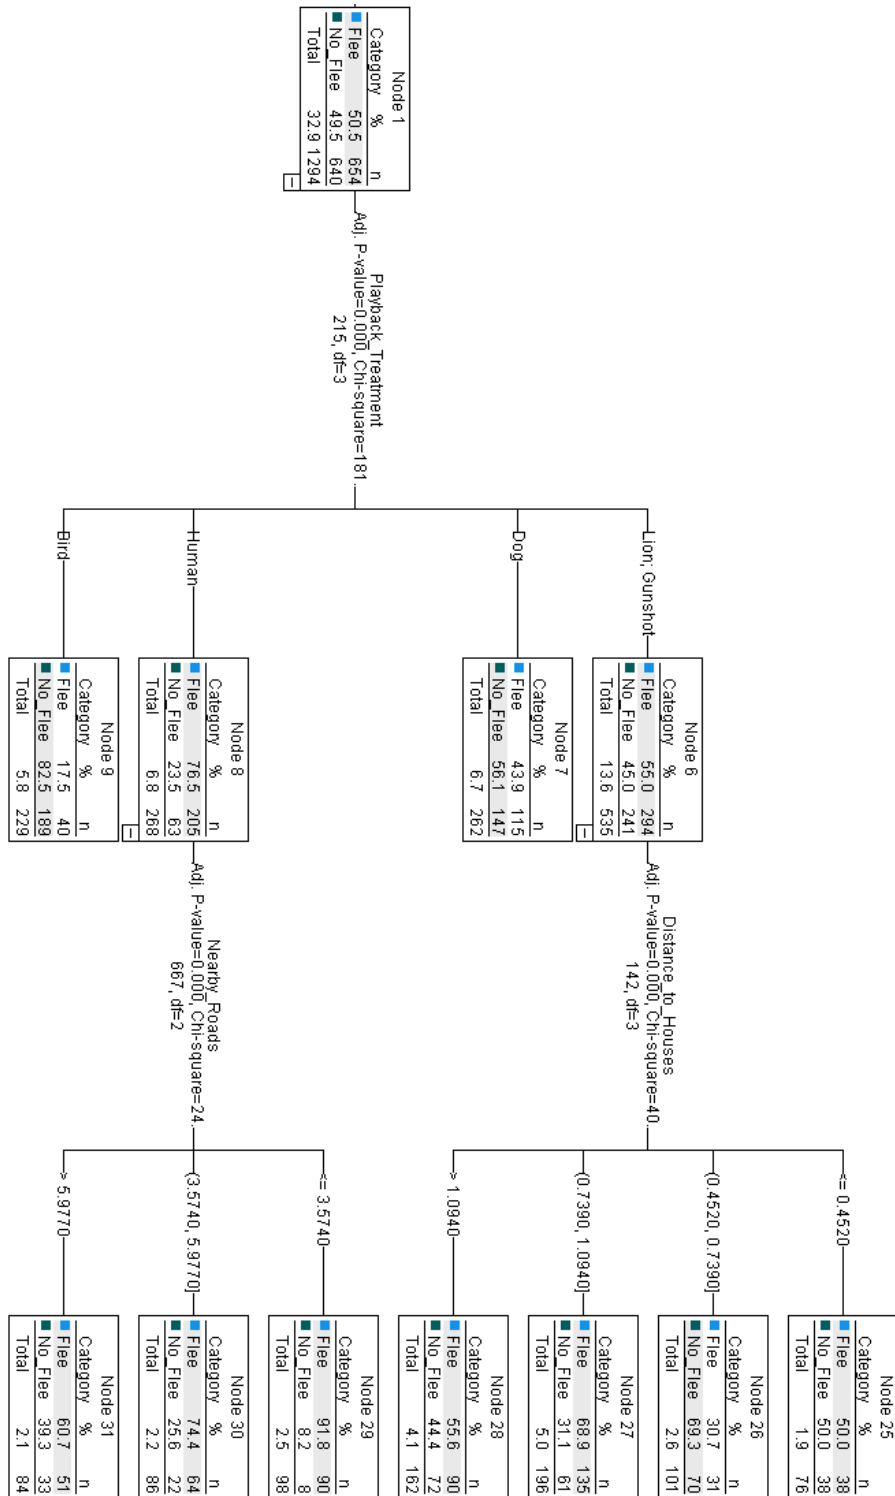 Node 1
Category % n
Flee 50.5 654
No_Flee 49.5 640
Total 32.9 1294
Playback_Treatment
Adj. P-value=0.000, Chi-square=181.
215, df=3
Lion; Gunshot
Dog
Human
Bird
Node 6
Category % n
Flee 55.0 294
No_Flee 45.0 241
Total 13.6 535
Node 7
Category % n
Flee 43.9 115
No_Flee 56.1 147
Total 6.7 262
Node 8
Category % n
Flee 76.5 205
No_Flee 23.5 63
Total 6.8 268
Node 9
Category % n
Flee 17.5 40
No_Flee 82.5 189
Total 5.8 229
Distance_to_Houses
Adj. P-value=0.000, Chi-square=40.
142, df=3
Nearby_Roads
Adj. P-value=0.000, Chi-square=24.
667, df=2
<= 0.4520
(0.4520, 0.7390]
(0.7390, 1.0940]
> 1.0940
<= 3.5740
(3.5740, 5.9770]
> 5.9770
Node 25
Category % n
Flee 50.0 38
No_Flee 50.0 38
Total 1.9 76
Node 26
Category % n
Flee 30.7 31
No_Flee 69.3 70
Total 2.6 101
Node 27
Category % n
Flee 68.9 135
No_Flee 31.1 61
Total 5.0 196
Node 28
Category % n
Flee 55.6 90
No_Flee 44.4 72
Total 4.1 162
Node 29
Category % n
Flee 91.8 90
No_Flee 8.2 8
Total 2.5 98
Node 30
Category % n
Flee 74.4 64
No_Flee 25.6 22
Total 2.2 86
Node 31
Category % n
Flee 60.7 51
No_Flee 39.3 33
Total 2.1 84